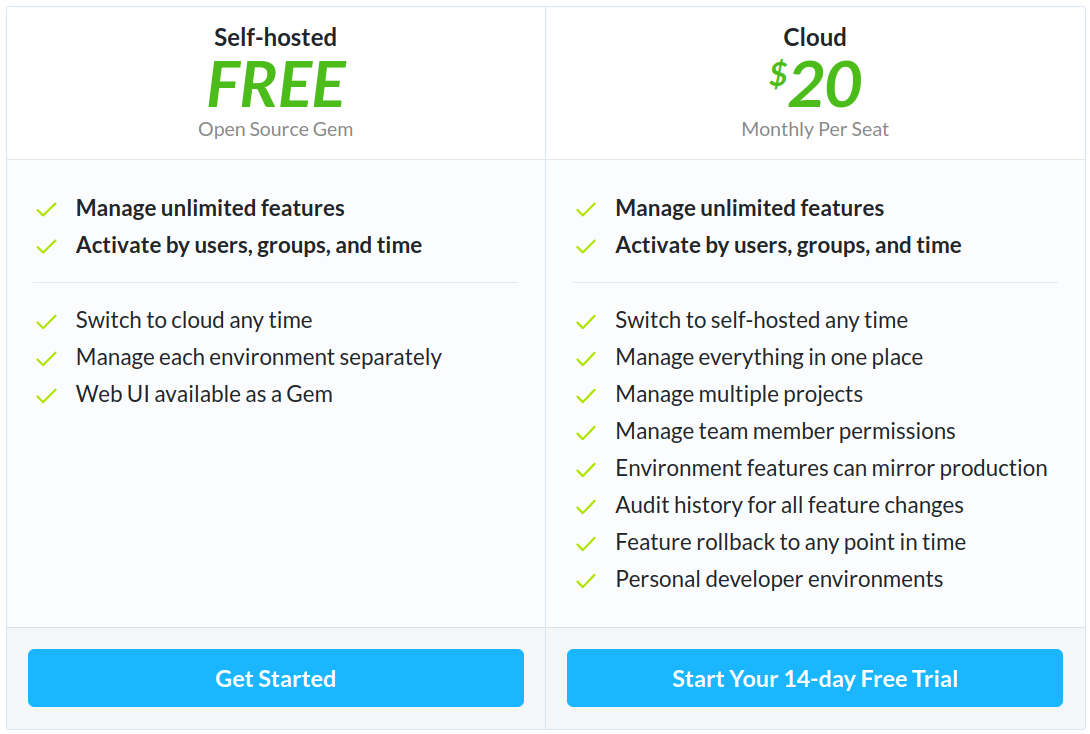 Self-hosted
FREE
Open Source Gem
Manage unlimited features
Activate by users, groups, and time
Switch to cloud any time
Manage each environment separately
Web UI available as a Gem
Get Started
Cloud
$20
Monthly Per Seat
Manage unlimited features
Activate by users, groups, and time
Switch to self-hosted any time
Manage everything in one place
Manage multiple projects
Manage team member permissions
Environment features can mirror production
Audit history for all feature changes
Feature rollback to any point in time
Personal developer environments
Start Your 14-day Free Trial